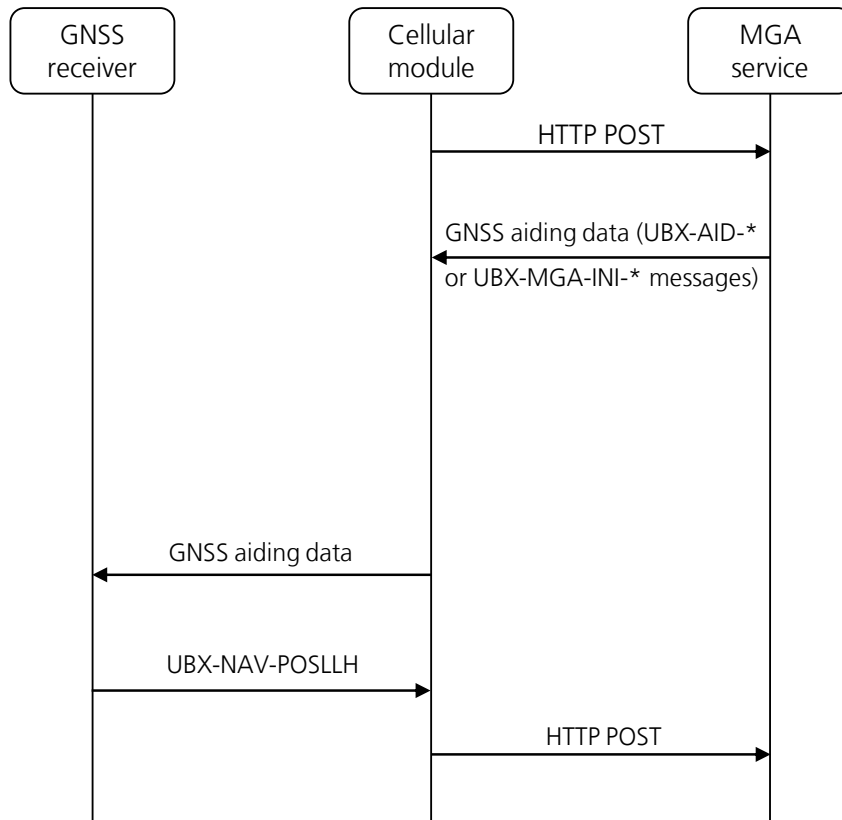 GNSS
receiver
Cellular
module
MGA
service
HTTP POST
GNSS aiding data (UBX-AID-*
or UBX-MGA-INI-* messages)
GNSS aiding data
UBX-NAV-POSLLH
HTTP POST